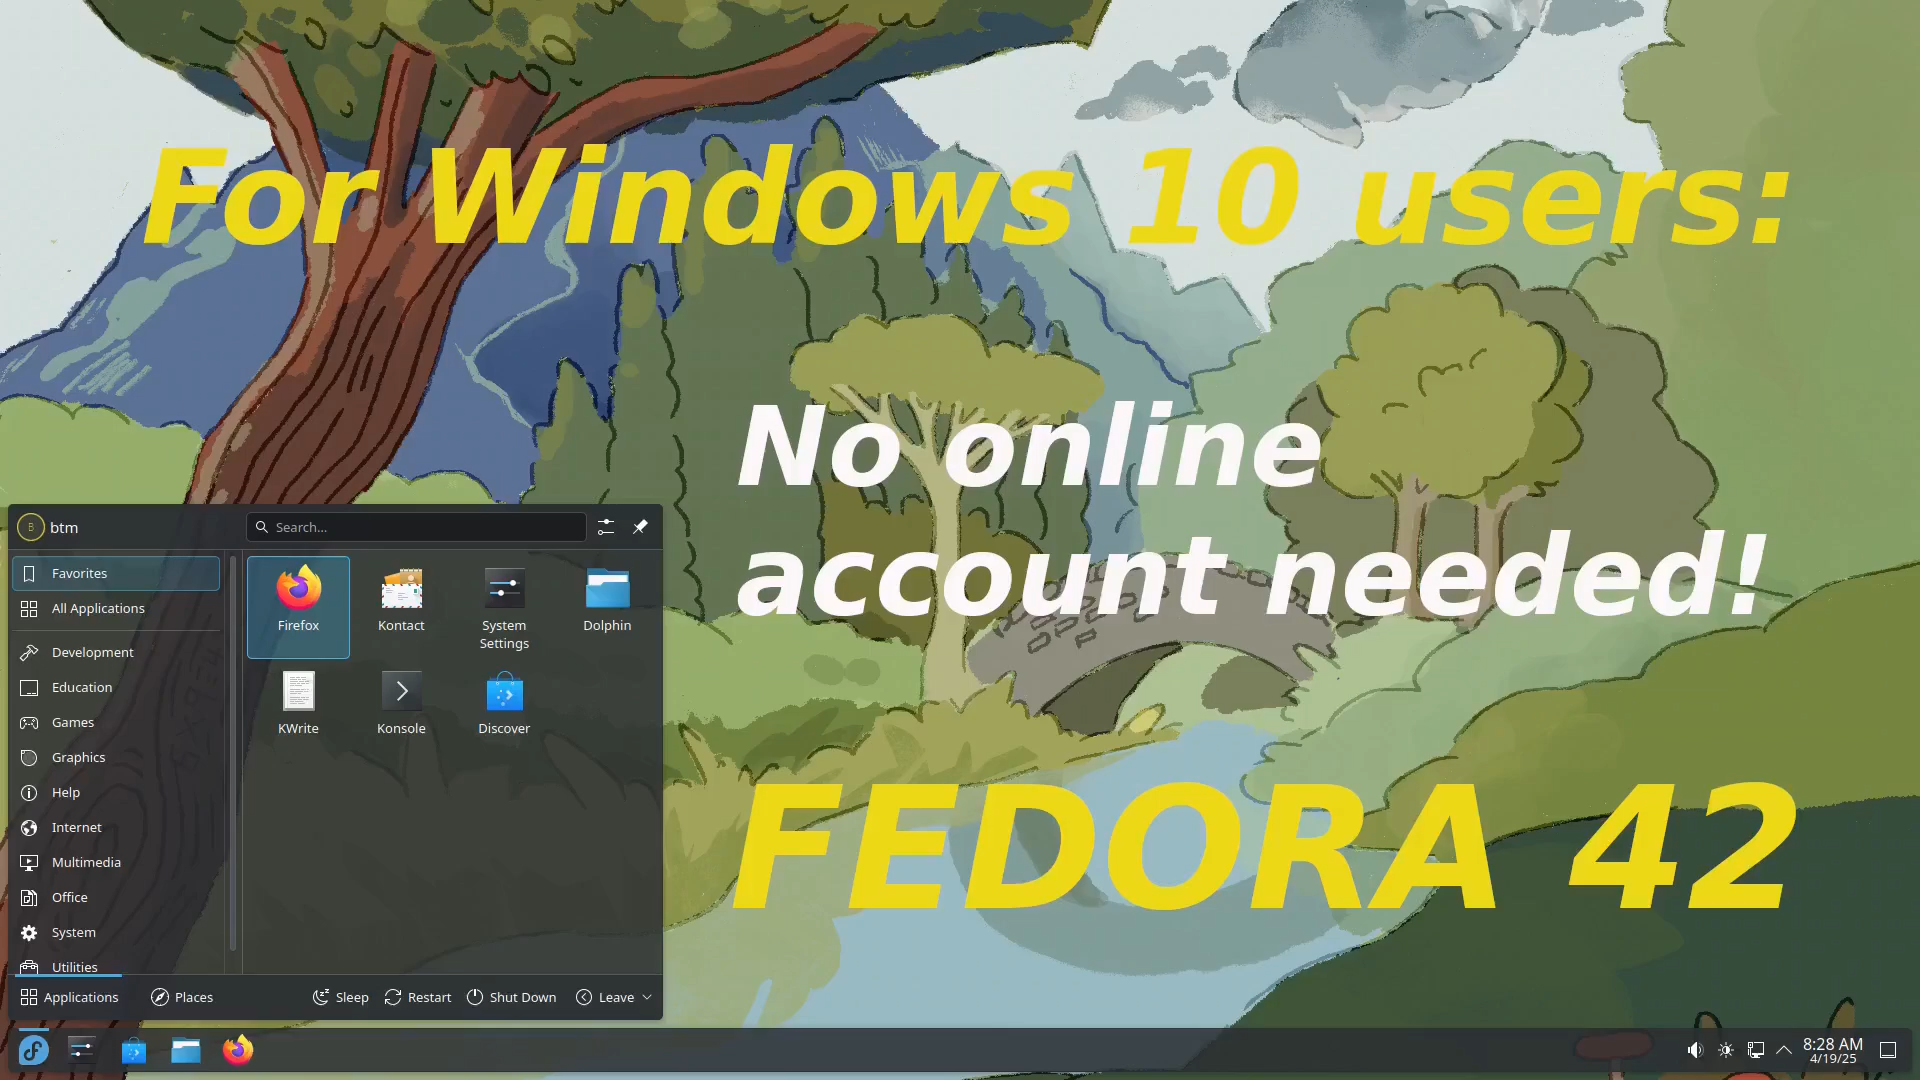 For Windows 10 users:
No online
account needed!
FEDORA 42
B
btm
Search...
Favorites
All Applications
Development
Education
Games
Graphics
Help
Internet
Multimedia
Office
System
Utilities
Firefox
Kontact
System
Settings
Dolphin
KWrite
Konsole
Discover
Applications
Places
Sleep
Restart
Shut Down
Leave
8:28 AM
4/19/25